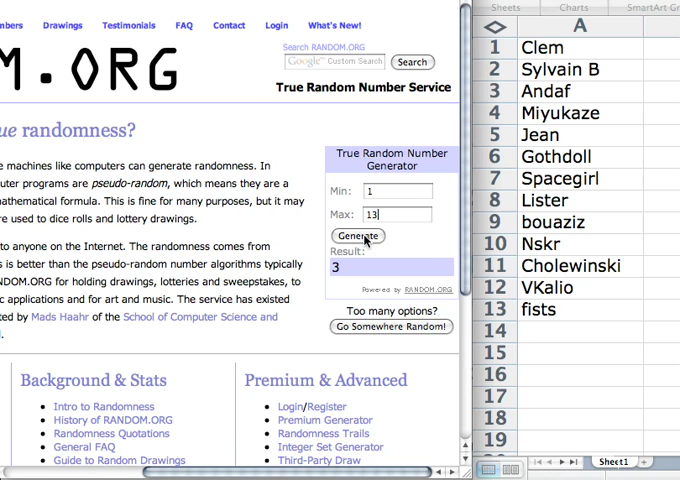 mbers Drawings Testimonials FAQ Contact Login What's New!
Search RANDOM.ORG
Google™ Custom Search Search
M.ORG
True Random Number Service
ue randomness?
e machines like computers can generate randomness. In
uter programs are pseudo-random, which means they are a
athematical formula. This is fine for many purposes, but it may
re used to dice rolls and lottery drawings.
to anyone on the Internet. The randomness comes from
s is better than the pseudo-random number algorithms typically
NDOM.ORG for holding drawings, lotteries and sweepstakes, to
c applications and for art and music. The service has existed
rted by Mads Haahr of the School of Computer Science and
.
True Random Number
Generator
Min: 1
Max: 13
Generate
Result:
3
Powered by RANDOM.ORG
Too many options?
Go Somewhere Random!
Background & Stats
Intro to Randomness
History of RANDOM.ORG
Randomness Quotations
General FAQ
Guide to Random Drawings
Premium & Advanced
Login/Register
Premium Generator
Randomness Trails
Integer Set Generator
Third-Party Draw
Sheets Charts SmartArt Gr
A
1 Clem
2 Sylvain B
3 Andaf
4 Miyukaze
5 Jean
6 Gothdoll
7 Spacegirl
8 Lister
9 bouaziz
10 Nskr
11 Cholewinski
12 VKalio
13 fists
14
15
16
17
18
19
20
Sheet1